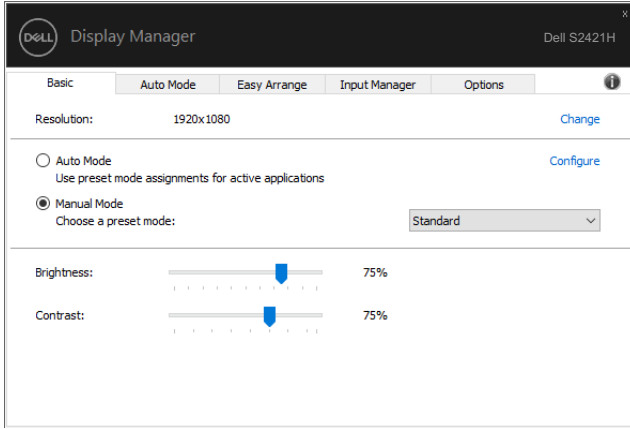 x
DELL Display Manager Dell S2421H
Basic Auto Mode Easy Arrange Input Manager Options i
Resolution: 1920x1080 Change
Auto Mode Configure
Use preset mode assignments for active applications
Manual Mode
Choose a preset mode: Standard
Brightness: 75%
Contrast: 75%